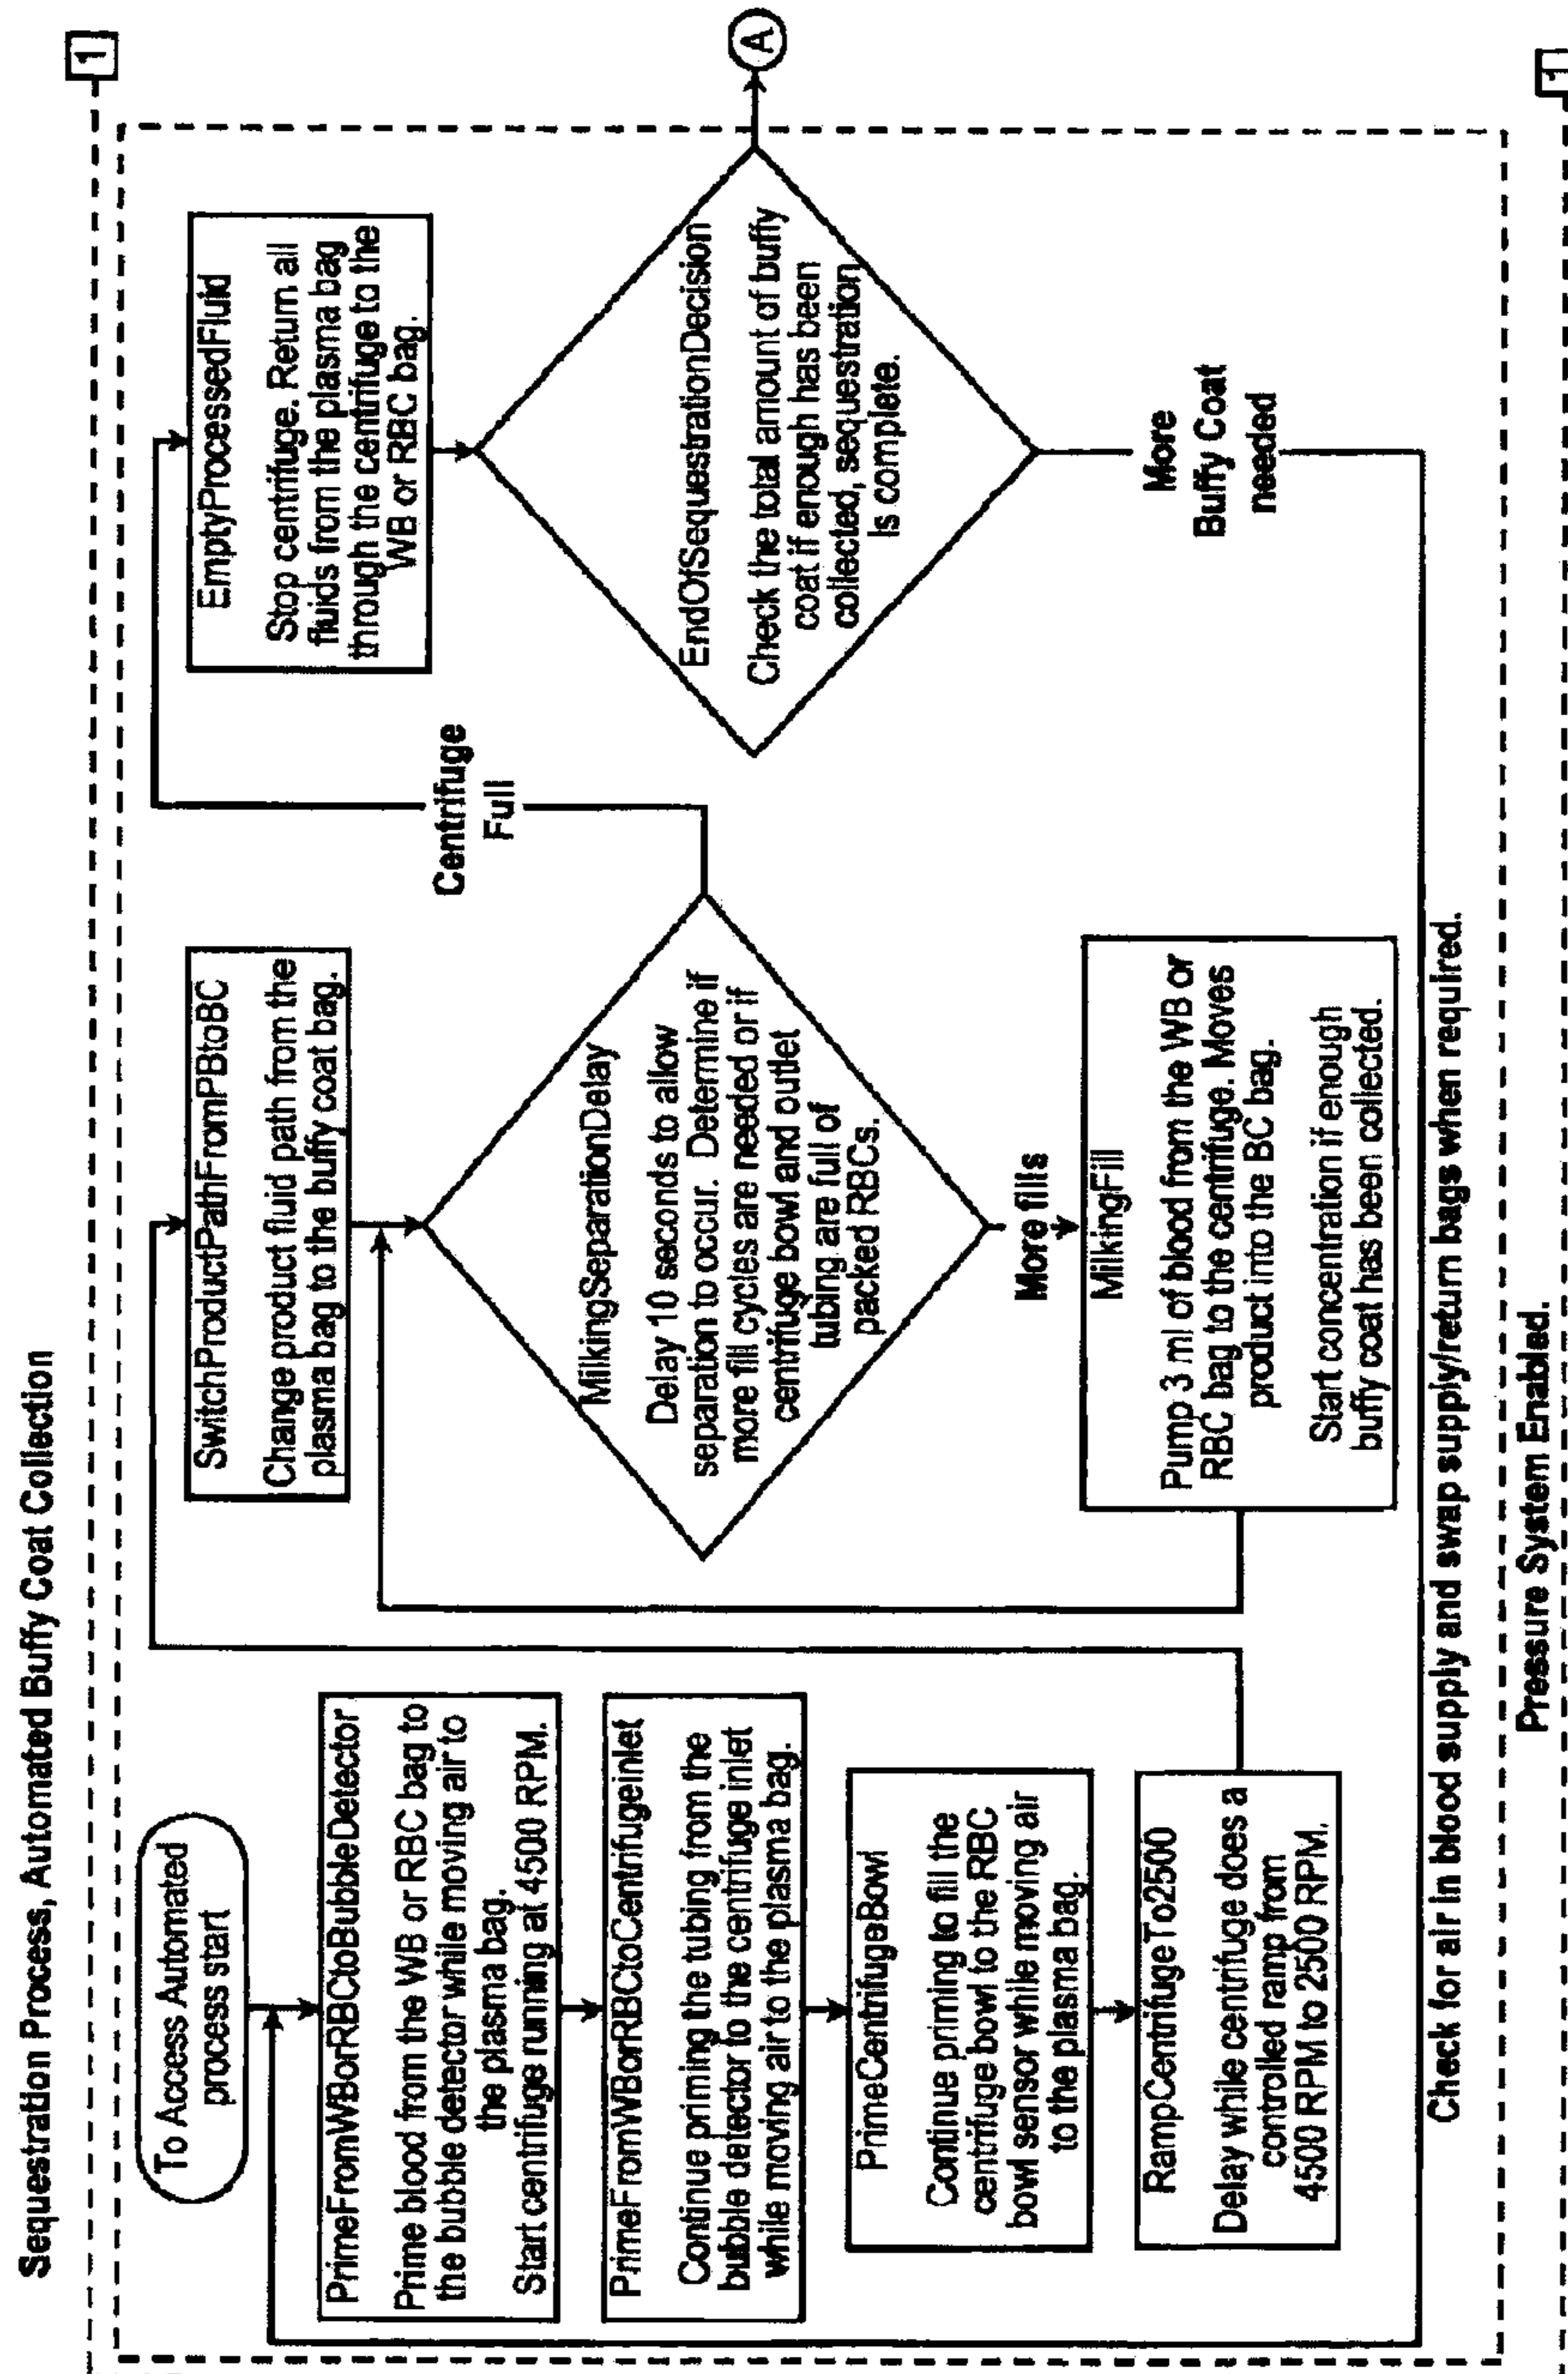 Sequestration Process, Automated Buffy Coat Collection
1
To Access Automated
process start
PrimeFromWBorRBCtoBubbleDetector
Prime blood from the WB or RBC bag to
the bubble detector while moving air to
the plasma bag.
Start centrifuge running at 4500 RPM.
PrimeFromWBorRBCtoCentrifugeinlet
Continue priming the tubing from the
bubble detector to the centrifuge inlet
while moving air to the plasma bag.
PrimeCentrifugeBowl
Continue priming to fill the
centrifuge bowl to the RBC
bowl sensor while moving air
to the plasma bag.
RampCentrifugeTo2500
Delay while centrifuge does a
controlled ramp from
4500 RPM to 2500 RPM.
SwitchProductPathFromPBtoBC
Change product fluid path from the
plasma bag to the buffy coat bag.
MilkingSeparationDelay
Delay 10 seconds to allow
separation to occur. Determine if
more fill cycles are needed or if
centrifuge bowl and outlet
tubing are full of
packed RBCs.
More fills
MilkingFill
Pump 3 ml of blood from the WB or
RBC bag to the centrifuge. Moves
product into the BC bag.
Start concentration if enough
buffy coat has been collected.
Centrifuge
Full
EmptyProcessedFluid
Stop centrifuge. Return all
fluids from the plasma bag
through the centrifuge to the
WB or RBC bag.
EndOfSequestrationDecision
Check the total amount of buffy
coat if enough has been
collected, sequestration
is complete.
More
Buffy Coat
needed
A
Check for air in blood supply and swap supply/return bags when required.
Pressure System Enabled.
1